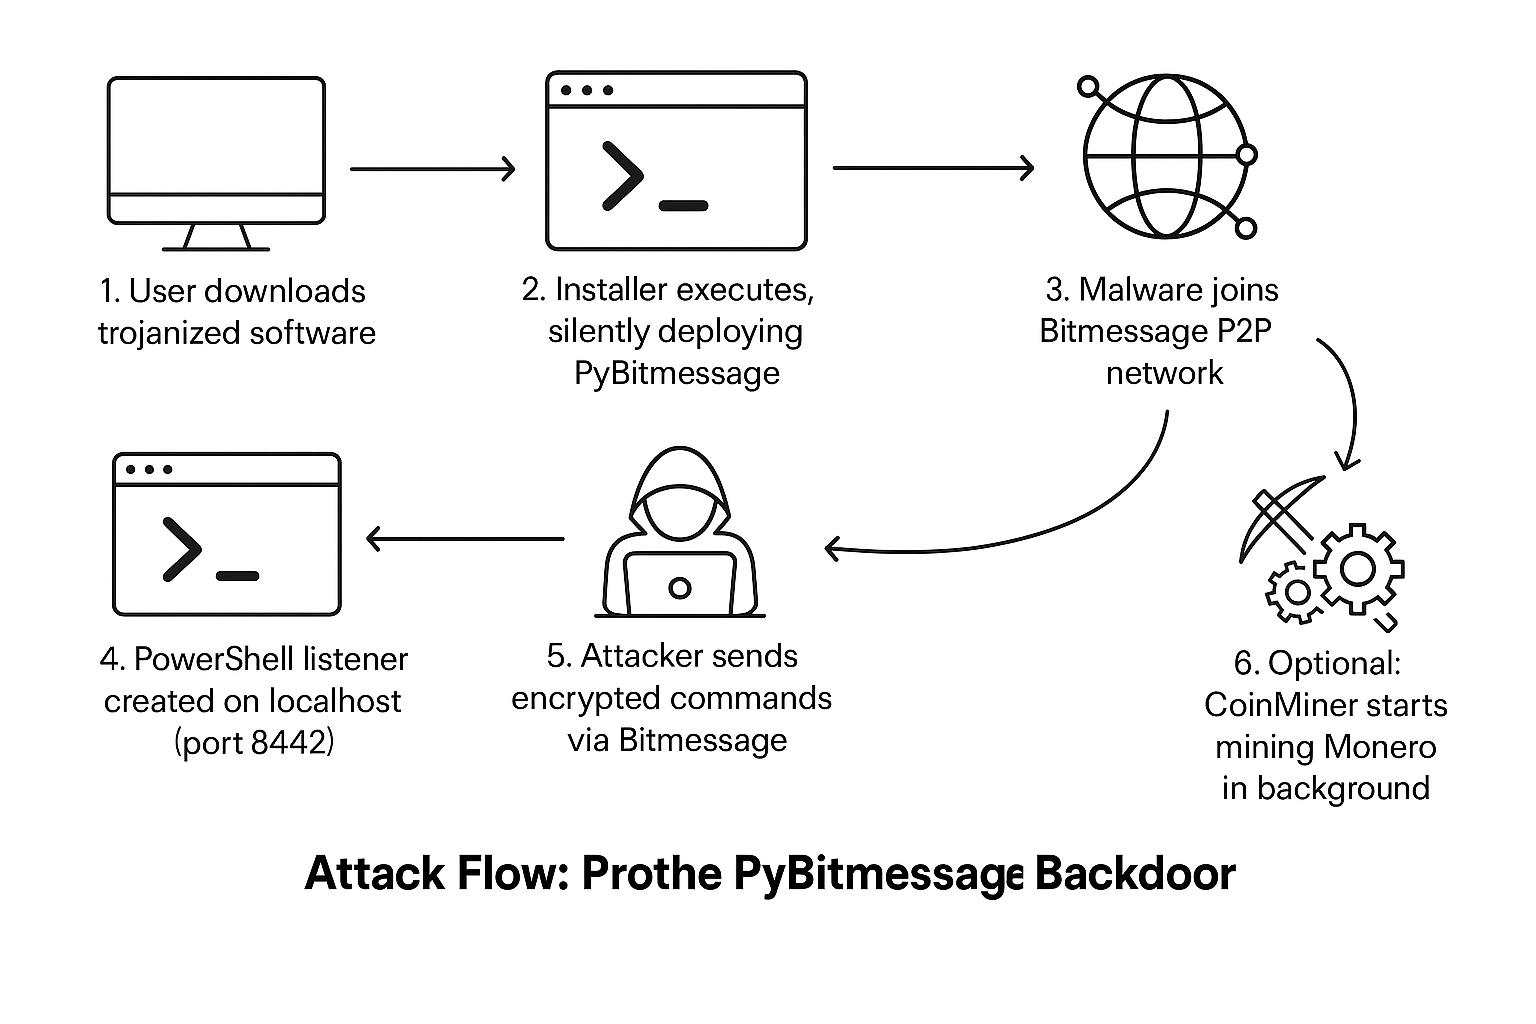 1. User downloads
trojanized software
2. Installer executes,
silently deploying
PyBitmessage
3. Malware joins
Bitmessage P2P
network
4. PowerShell listener
created on localhost
(port 8442)
5. Attacker sends
encrypted commands
via Bitmessage
6. Optional:
CoinMiner starts
mining Monero
in background
Attack Flow: Prothe PyBitmessage Backdoor